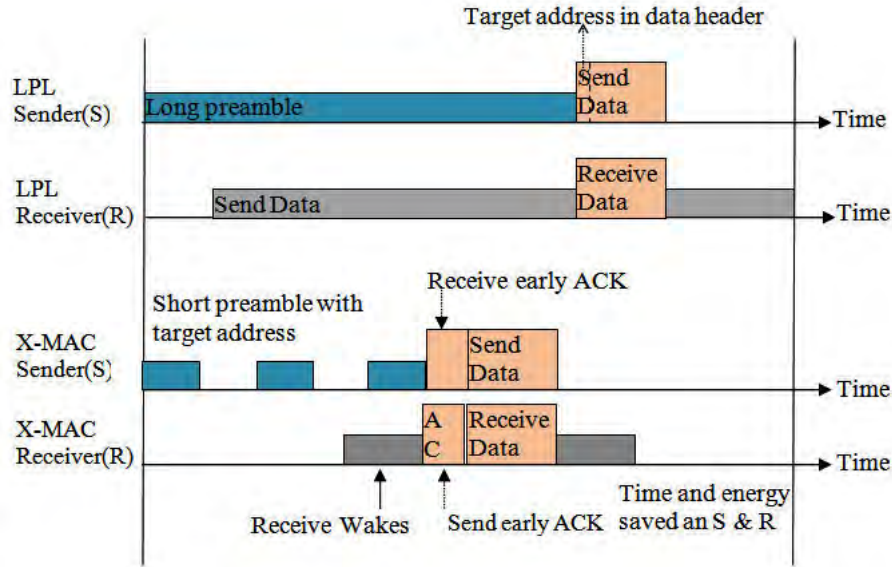 Target address in data header
LPL
Sender(S)
Long preamble
Send
Data
Time
LPL
Receiver(R)
Send Data
Receive
Data
Time
Receive early ACK
Short preamble with
target address
X-MAC
Sender(S)
Send
Data
Time
X-MAC
Receiver(R)
A
C
Receive
Data
Time
Receive Wakes
Send early ACK
Time and energy
saved an S & R